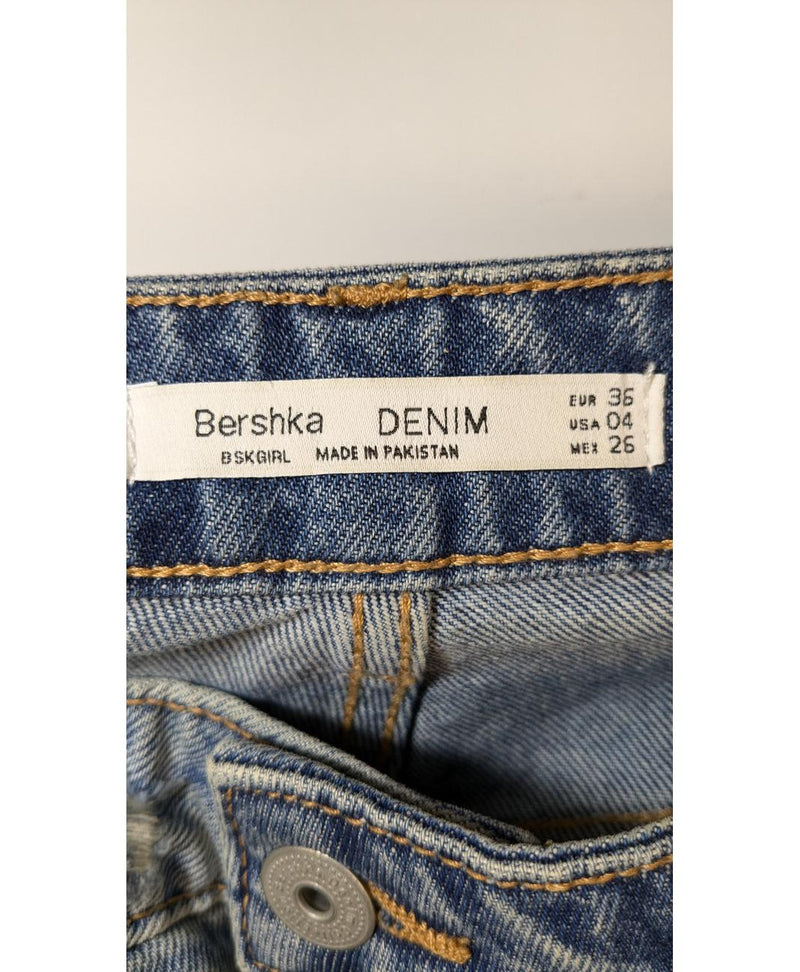 Bershka DENIM
BSKGIRL MADE IN PAKISTAN
EUR 36
USA 04
MEX 26